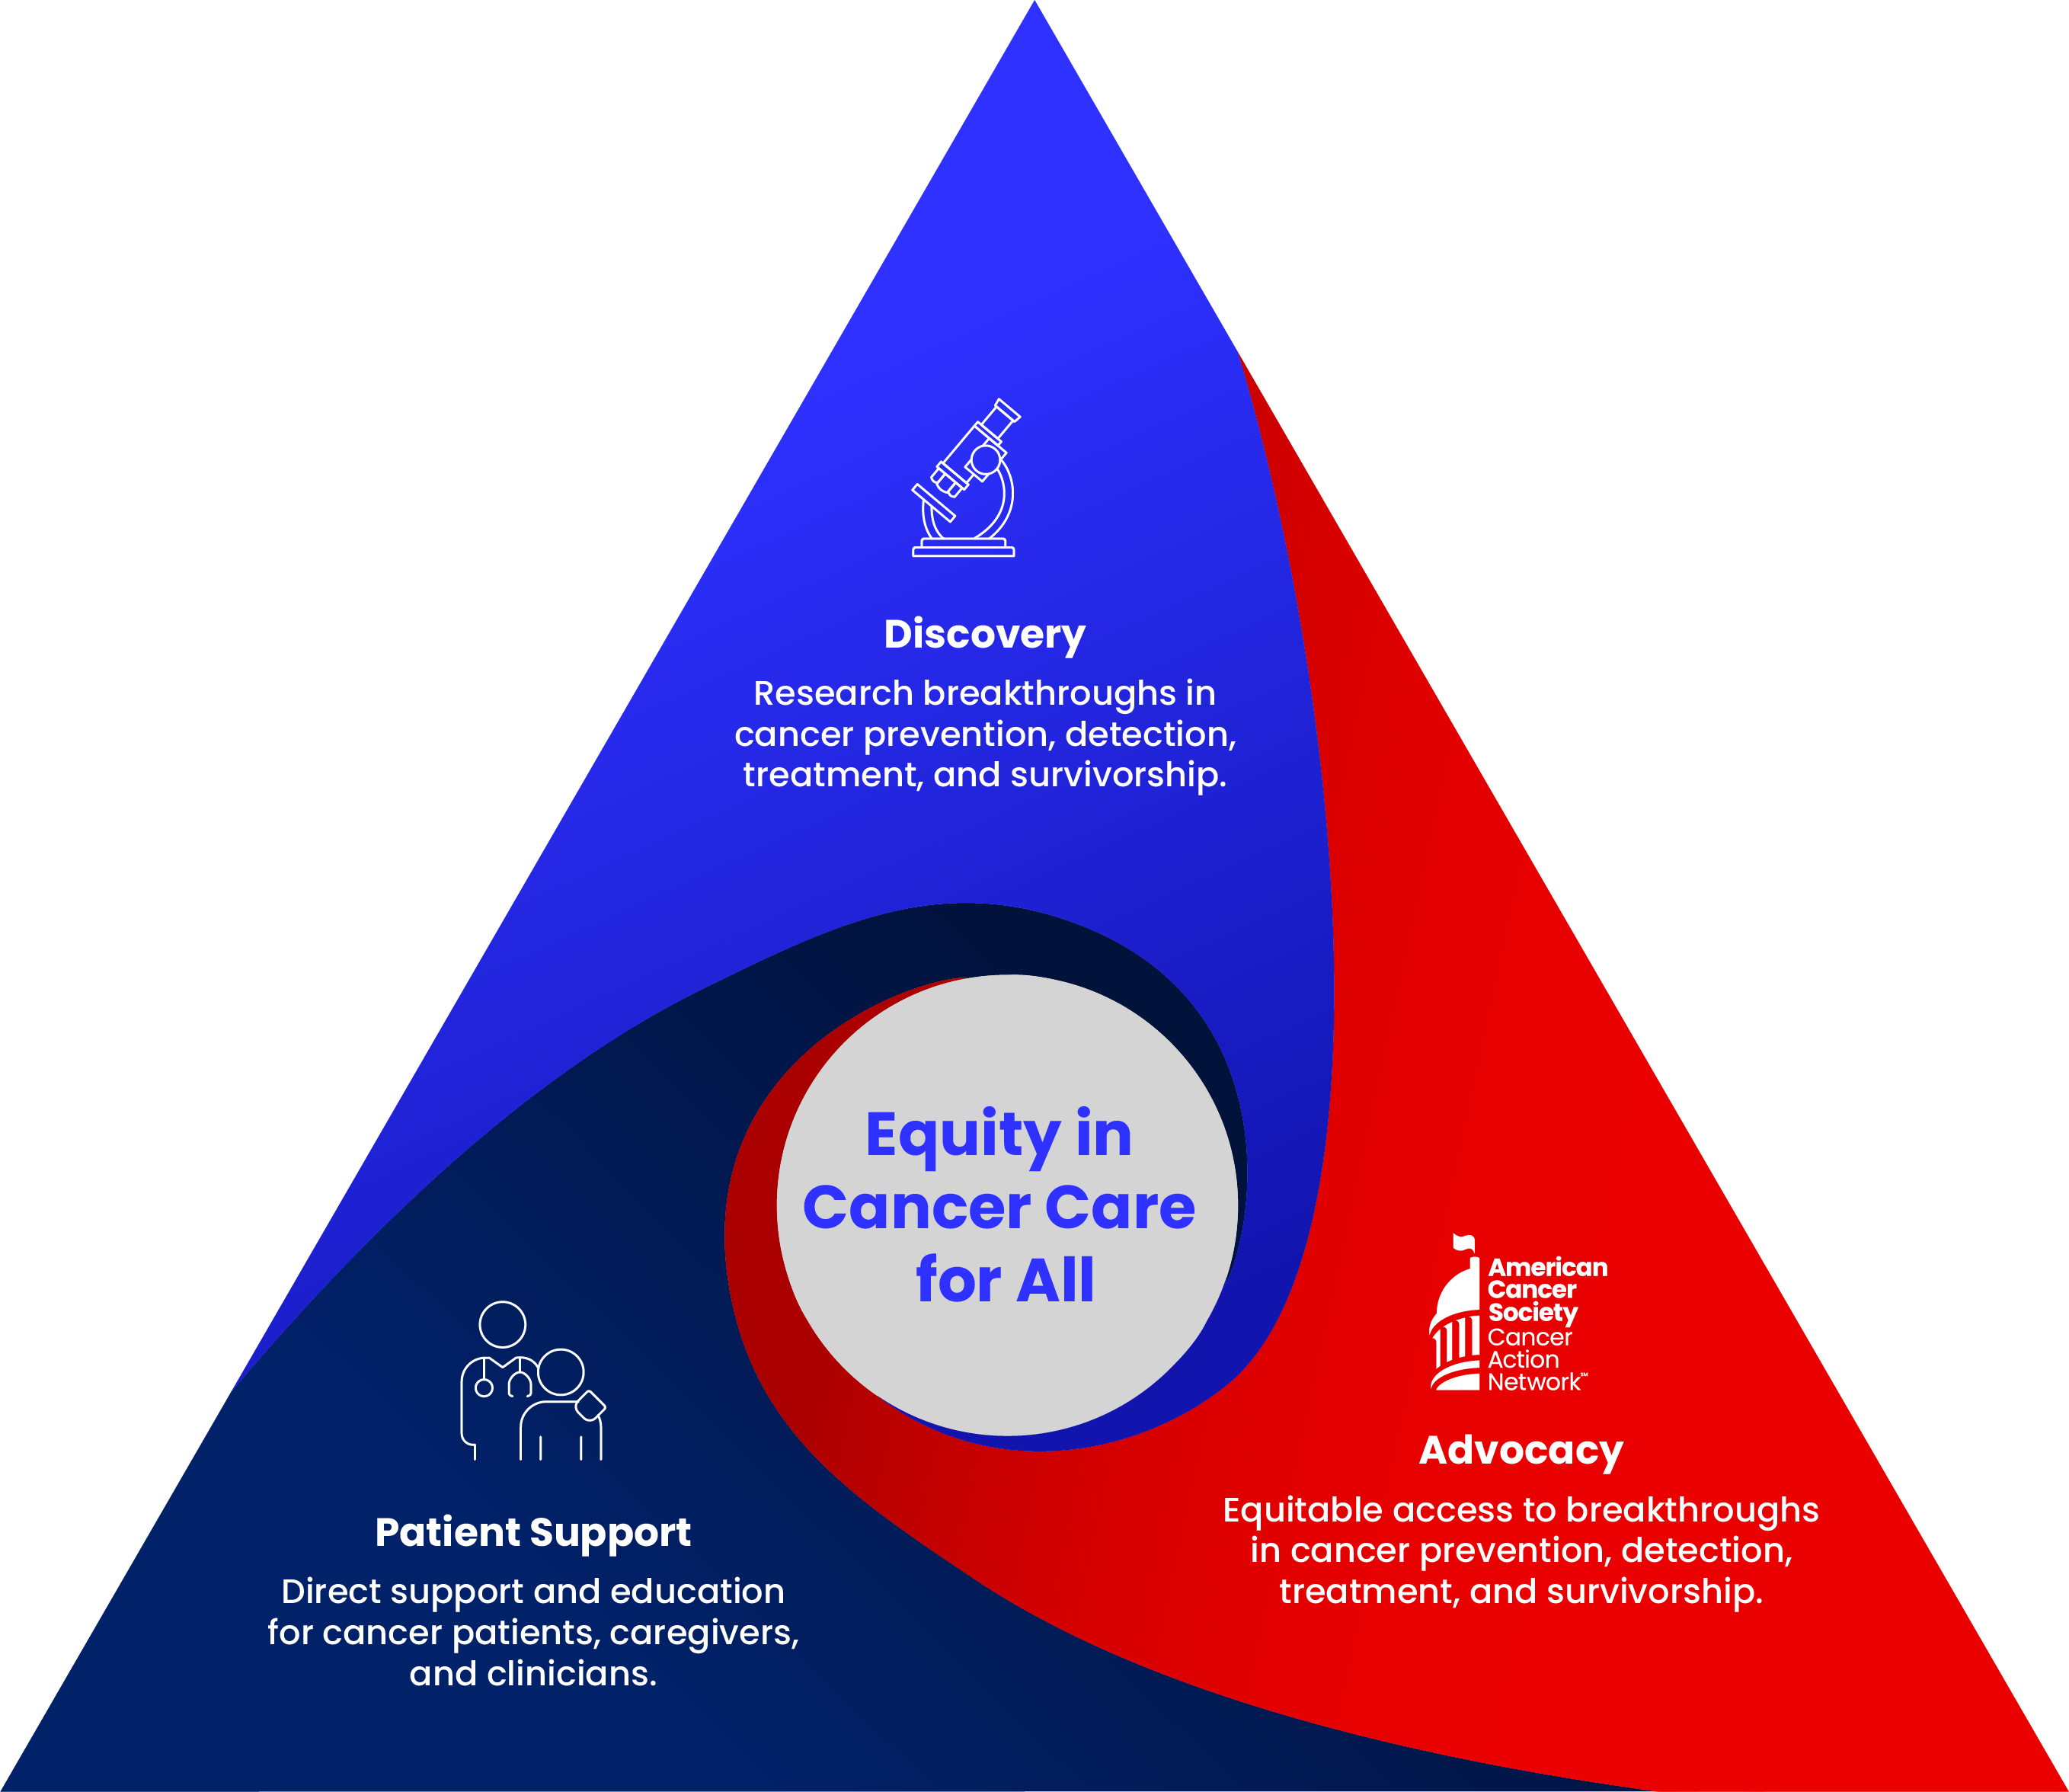 Discovery
Research breakthroughs in
cancer prevention, detection,
treatment, and survivorship.
Equity in
Cancer Care
for All
American
Cancer
Society
Cancer
Action
Network℠
Advocacy
Equitable access to breakthroughs
in cancer prevention, detection,
treatment, and survivorship.
Patient Support
Direct support and education
for cancer patients, caregivers,
and clinicians.